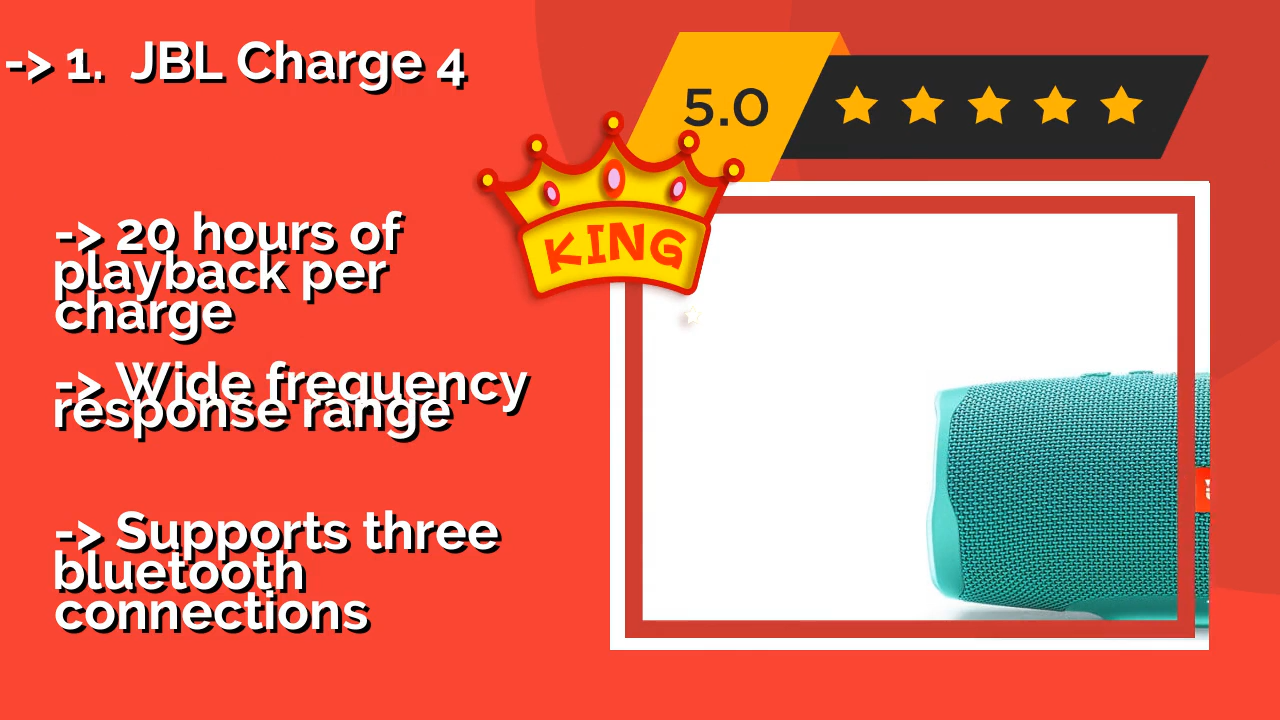 -> 1. JBL Charge 4
5.0
KING
-> 20 hours of
playback per
charge
-> Wide frequency
response range
-> Supports three
bluetooth
connections